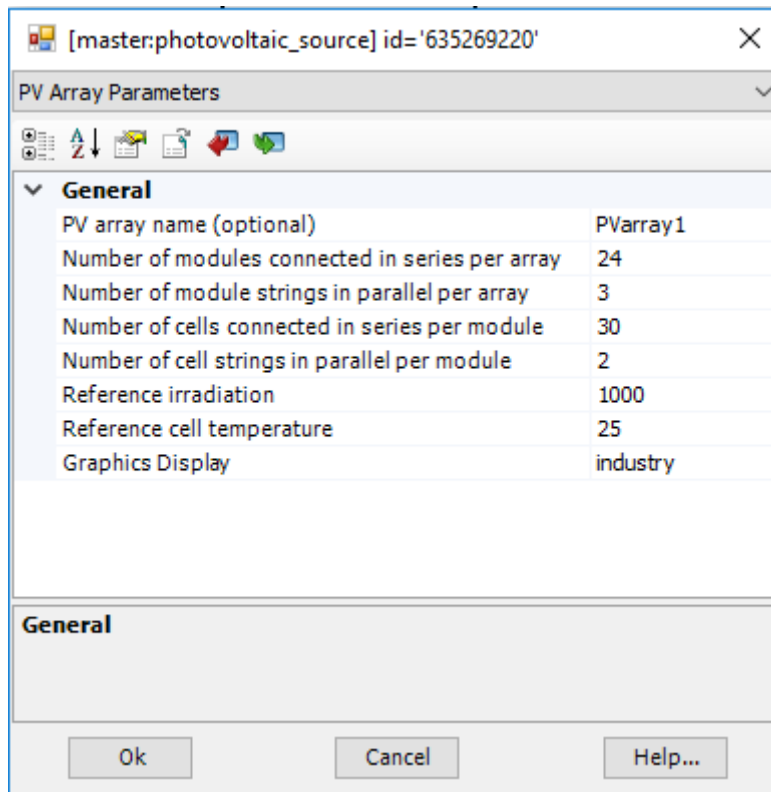 [master:photovoltaic_source] id='635269220'
PV Array Parameters
General
PV array name (optional) PVarray1
Number of modules connected in series per array 24
Number of module strings in parallel per array 3
Number of cells connected in series per module 30
Number of cell strings in parallel per module 2
Reference irradiation 1000
Reference cell temperature 25
Graphics Display industry
General
Ok Cancel Help...